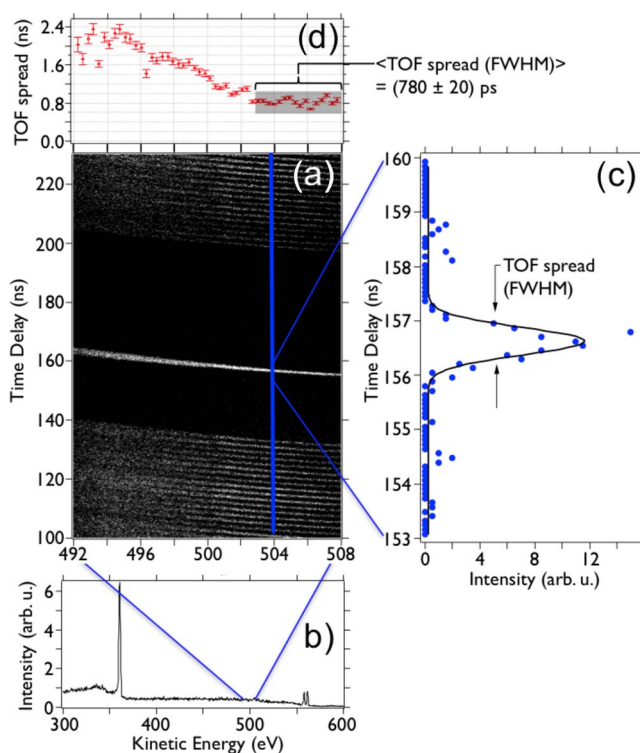 2.4
1.6
0.8
0.0
TOF spread (ns)
(d)
<TOF spread (FWHM)>
= (780 ± 20) ps
220
200
180
160
140
120
100
Time Delay (ns)
(a)
492
496
500
504
508
160
159
158
157
156
155
154
153
Time Delay (ns)
(c)
TOF spread
(FWHM)
0
4
8
12
Intensity (arb. u.)
6
4
2
0
Intensity (arb. u.)
(b)
300
400
500
600
Kinetic Energy (eV)